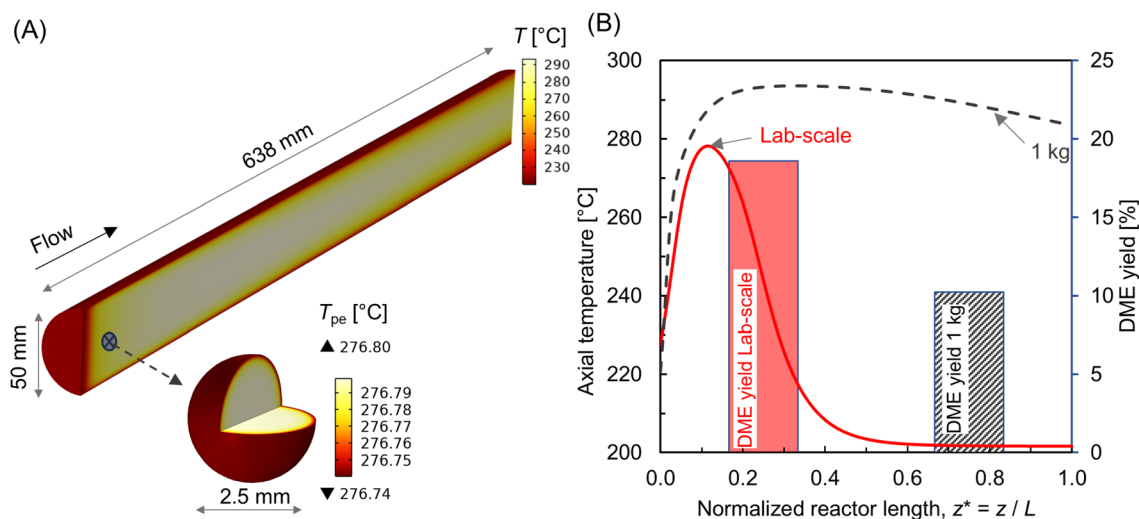 (A)
T [°C]
290
280
270
260
250
240
230
638 mm
Flow
50 mm
Tpe [°C]
▲ 276.80
276.79
276.78
276.77
276.76
276.75
▼ 276.74
2.5 mm
(B)
300
280
260
240
220
200
Axial temperature [°C]
Lab-scale
1 kg
DME yield Lab-scale
DME yield 1 kg
25
20
15
10
5
0
DME yield [%]
0.0 0.2 0.4 0.6 0.8 1.0
Normalized reactor length, z* = z / L